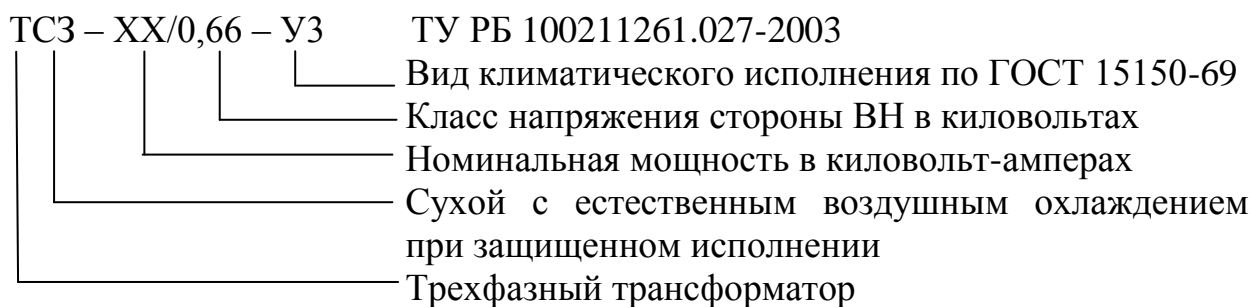 ТСЗ – ХХ/0,66 – У3 ТУ РБ 100211261.027-2003
Вид климатического исполнения по ГОСТ 15150-69
Класс напряжения стороны ВН в киловольтах
Номинальная мощность в киловольт-амперах
Сухой с естественным воздушным охлаждением
при защищенном исполнении
Трехфазный трансформатор